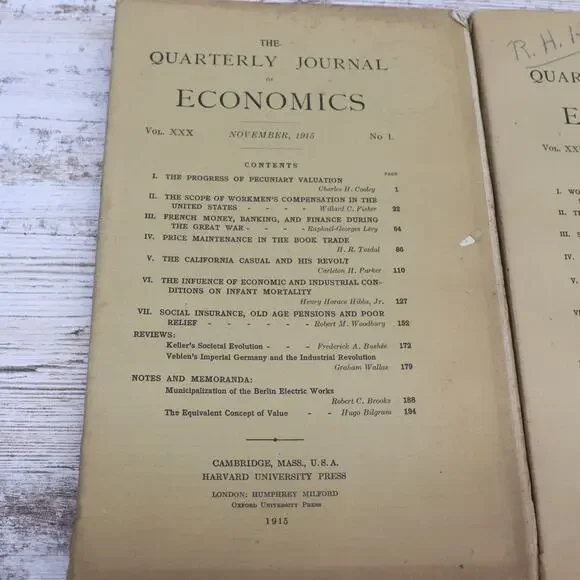 THE
QUARTERLY JOURNAL
OF
ECONOMICS
VOL. XXX NOVEMBER, 1915 No 1.
CONTENTS
PAGE
I. THE PROGRESS OF PECUNIARY VALUATION
Charles H. Cooley 1
II. THE SCOPE OF WORKMEN'S COMPENSATION IN THE
UNITED STATES - - - - Willard C. Fisher 22
III. FRENCH MONEY, BANKING, AND FINANCE DURING
THE GREAT WAR - - - - Raphaël-Georges Lévy 64
IV. PRICE MAINTENANCE IN THE BOOK TRADE
H. R. Tosdal 86
V. THE CALIFORNIA CASUAL AND HIS REVOLT
Carleton H. Parker 110
VI. THE INFUENCE OF ECONOMIC AND INDUSTRIAL CON-
DITIONS ON INFANT MORTALITY
Henry Horace Hibbs, Jr. 127
VII. SOCIAL INSURANCE, OLD AGE PENSIONS AND POOR
RELIEF - - - - - - Robert M. Woodbury 152
REVIEWS:
Keller's Societal Evolution - - - Frederick A. Bushée 172
Veblen's Imperial Germany and the Industrial Revolution
Graham Wallas 179
NOTES AND MEMORANDA:
Municipalization of the Berlin Electric Works
Robert C. Brooks 188
The Equivalent Concept of Value - - Hugo Bilgram 194
CAMBRIDGE, MASS., U.S.A.
HARVARD UNIVERSITY PRESS
LONDON: HUMPHREY MILFORD
OXFORD UNIVERSITY PRESS
1915
R. H.
QUAR
E
VOL. XX
I. WO
II. T
III. S
IV.
V.
VI.